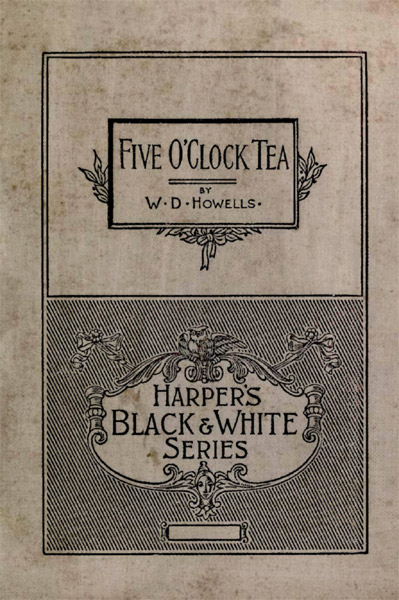 FIVE O'CLOCK TEA
BY
W·D·HOWELLS·
HARPER'S
BLACK & WHITE
SERIES